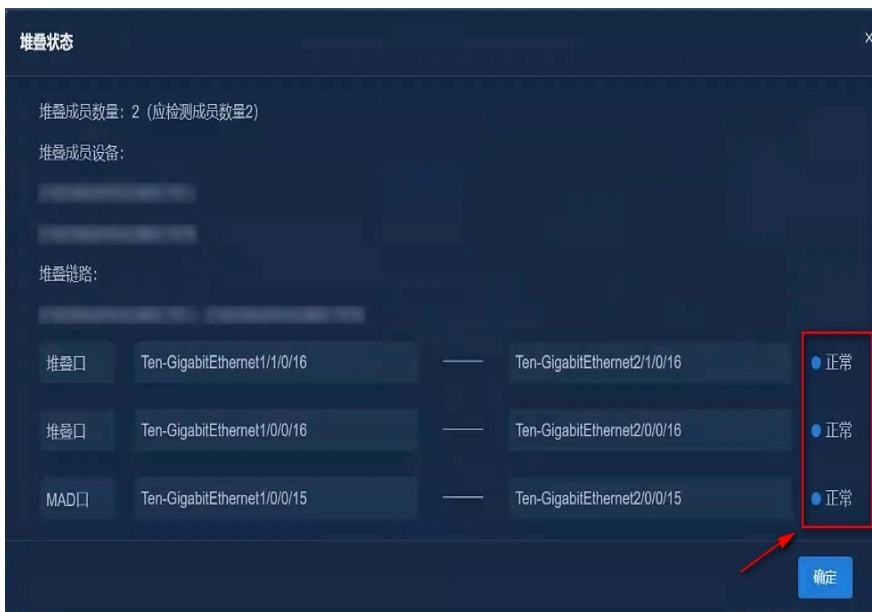 堆叠状态
x
堆叠成员数量：2（应检测成员数量2）
堆叠成员设备：
堆叠链路：
堆叠口 Ten-GigabitEthernet1/1/0/16 —— Ten-GigabitEthernet2/1/0/16 正常
堆叠口 Ten-GigabitEthernet1/0/0/16 —— Ten-GigabitEthernet2/0/0/16 正常
MAD口 Ten-GigabitEthernet1/0/0/15 —— Ten-GigabitEthernet2/0/0/15 正常
确定